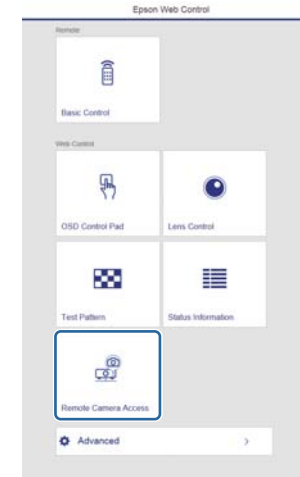 Epson Web Control
Remote
Basic Control
Web Control
OSD Control Pad
Lens Control
Test Pattern
Status Information
Remote Camera Access
Advanced